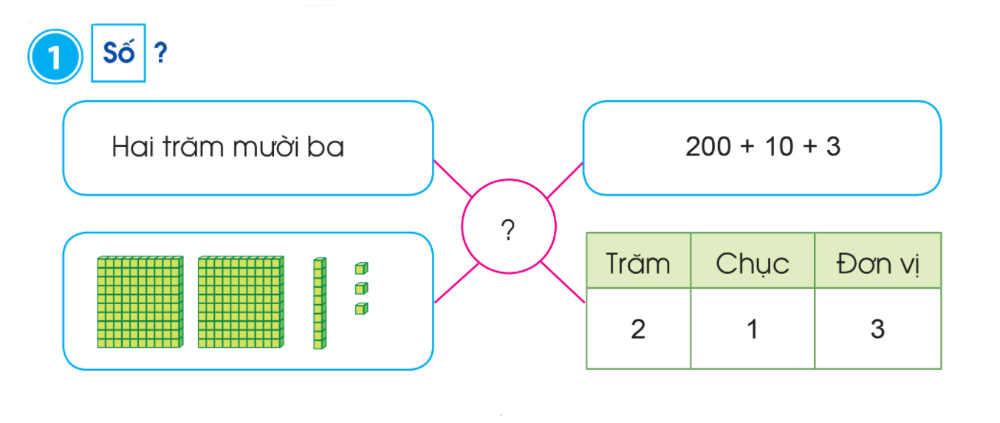 1 Số ?
Hai trăm mười ba
200 + 10 + 3
?
Trăm Chục Đơn vị
2 1 3